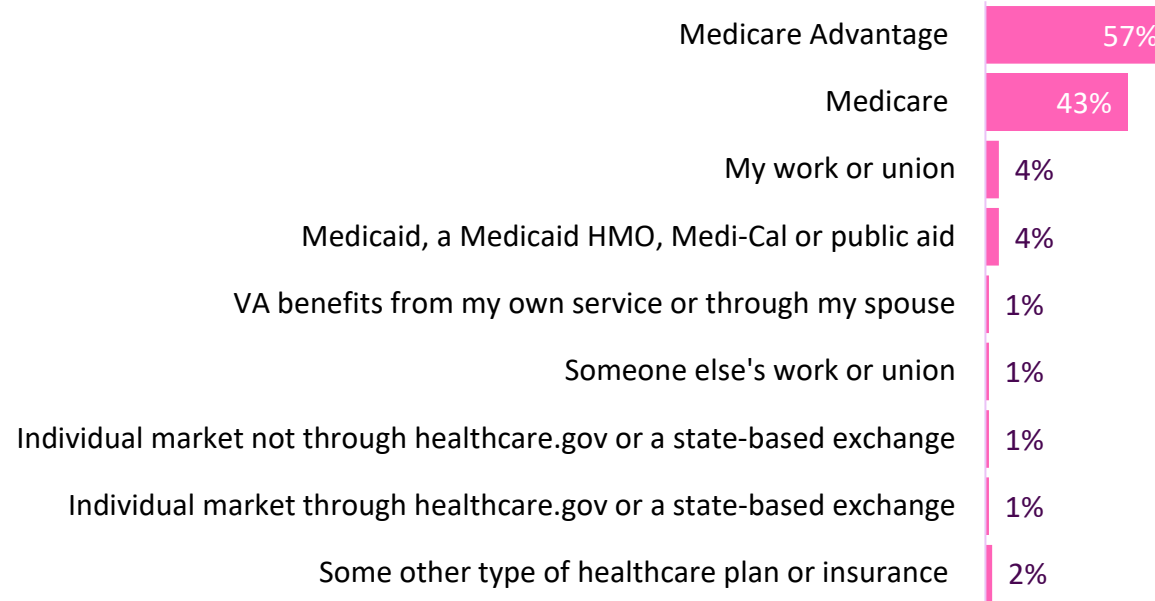 Medicare Advantage 57%
Medicare 43%
My work or union 4%
Medicaid, a Medicaid HMO, Medi-Cal or public aid 4%
VA benefits from my own service or through my spouse 1%
Someone else's work or union 1%
Individual market not through healthcare.gov or a state-based exchange 1%
Individual market through healthcare.gov or a state-based exchange 1%
Some other type of healthcare plan or insurance 2%